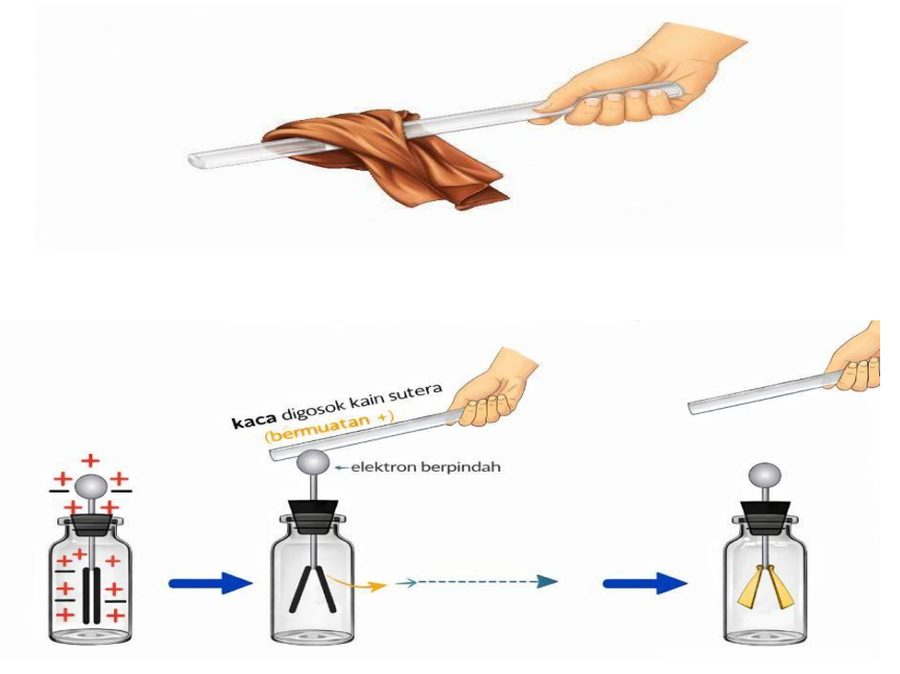 kaca digosok kain sutera
(bermuatan +)
elektron berpindah